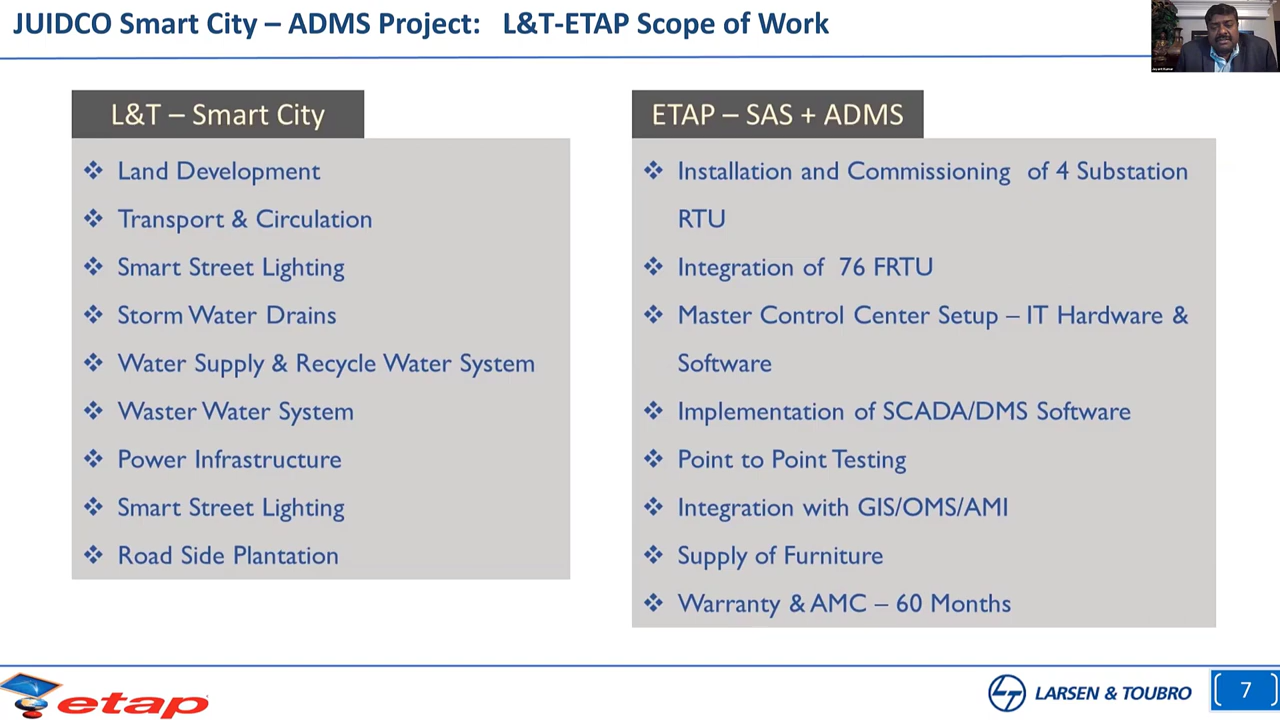 JUIDCO Smart City – ADMS Project: L&T-ETAP Scope of Work
L&T – Smart City
❖ Land Development
❖ Transport & Circulation
❖ Smart Street Lighting
❖ Storm Water Drains
❖ Water Supply & Recycle Water System
❖ Waster Water System
❖ Power Infrastructure
❖ Smart Street Lighting
❖ Road Side Plantation
ETAP – SAS + ADMS
❖ Installation and Commissioning of 4 Substation
RTU
❖ Integration of 76 FRTU
❖ Master Control Center Setup – IT Hardware &
Software
❖ Implementation of SCADA/DMS Software
❖ Point to Point Testing
❖ Integration with GIS/OMS/AMI
❖ Supply of Furniture
❖ Warranty & AMC – 60 Months
etap
LARSEN & TOUBRO
7